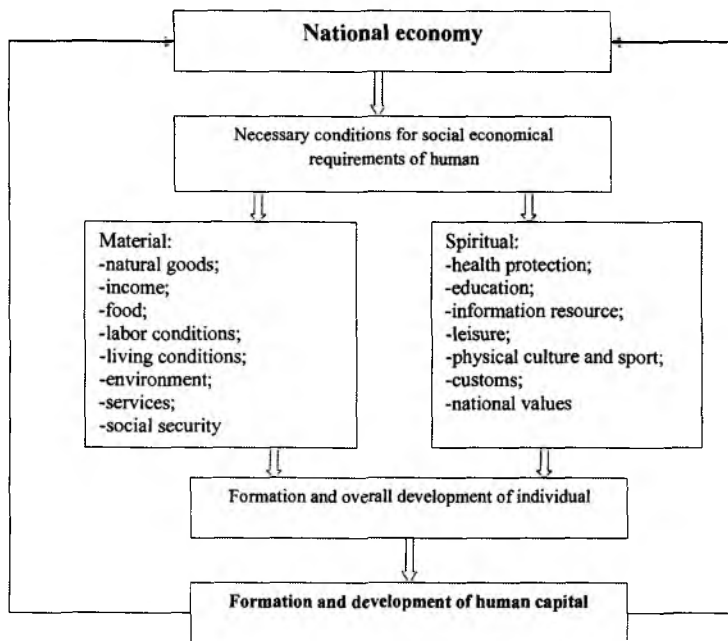 National economy
Necessary conditions for social economical
requirements of human
Material:
-natural goods;
-income;
-food;
-labor conditions;
-living conditions;
-environment;
-services;
-social security
Spiritual:
-health protection;
-education;
-information resource;
-leisure;
-physical culture and sport;
-customs;
-national values
Formation and overall development of individual
Formation and development of human capital